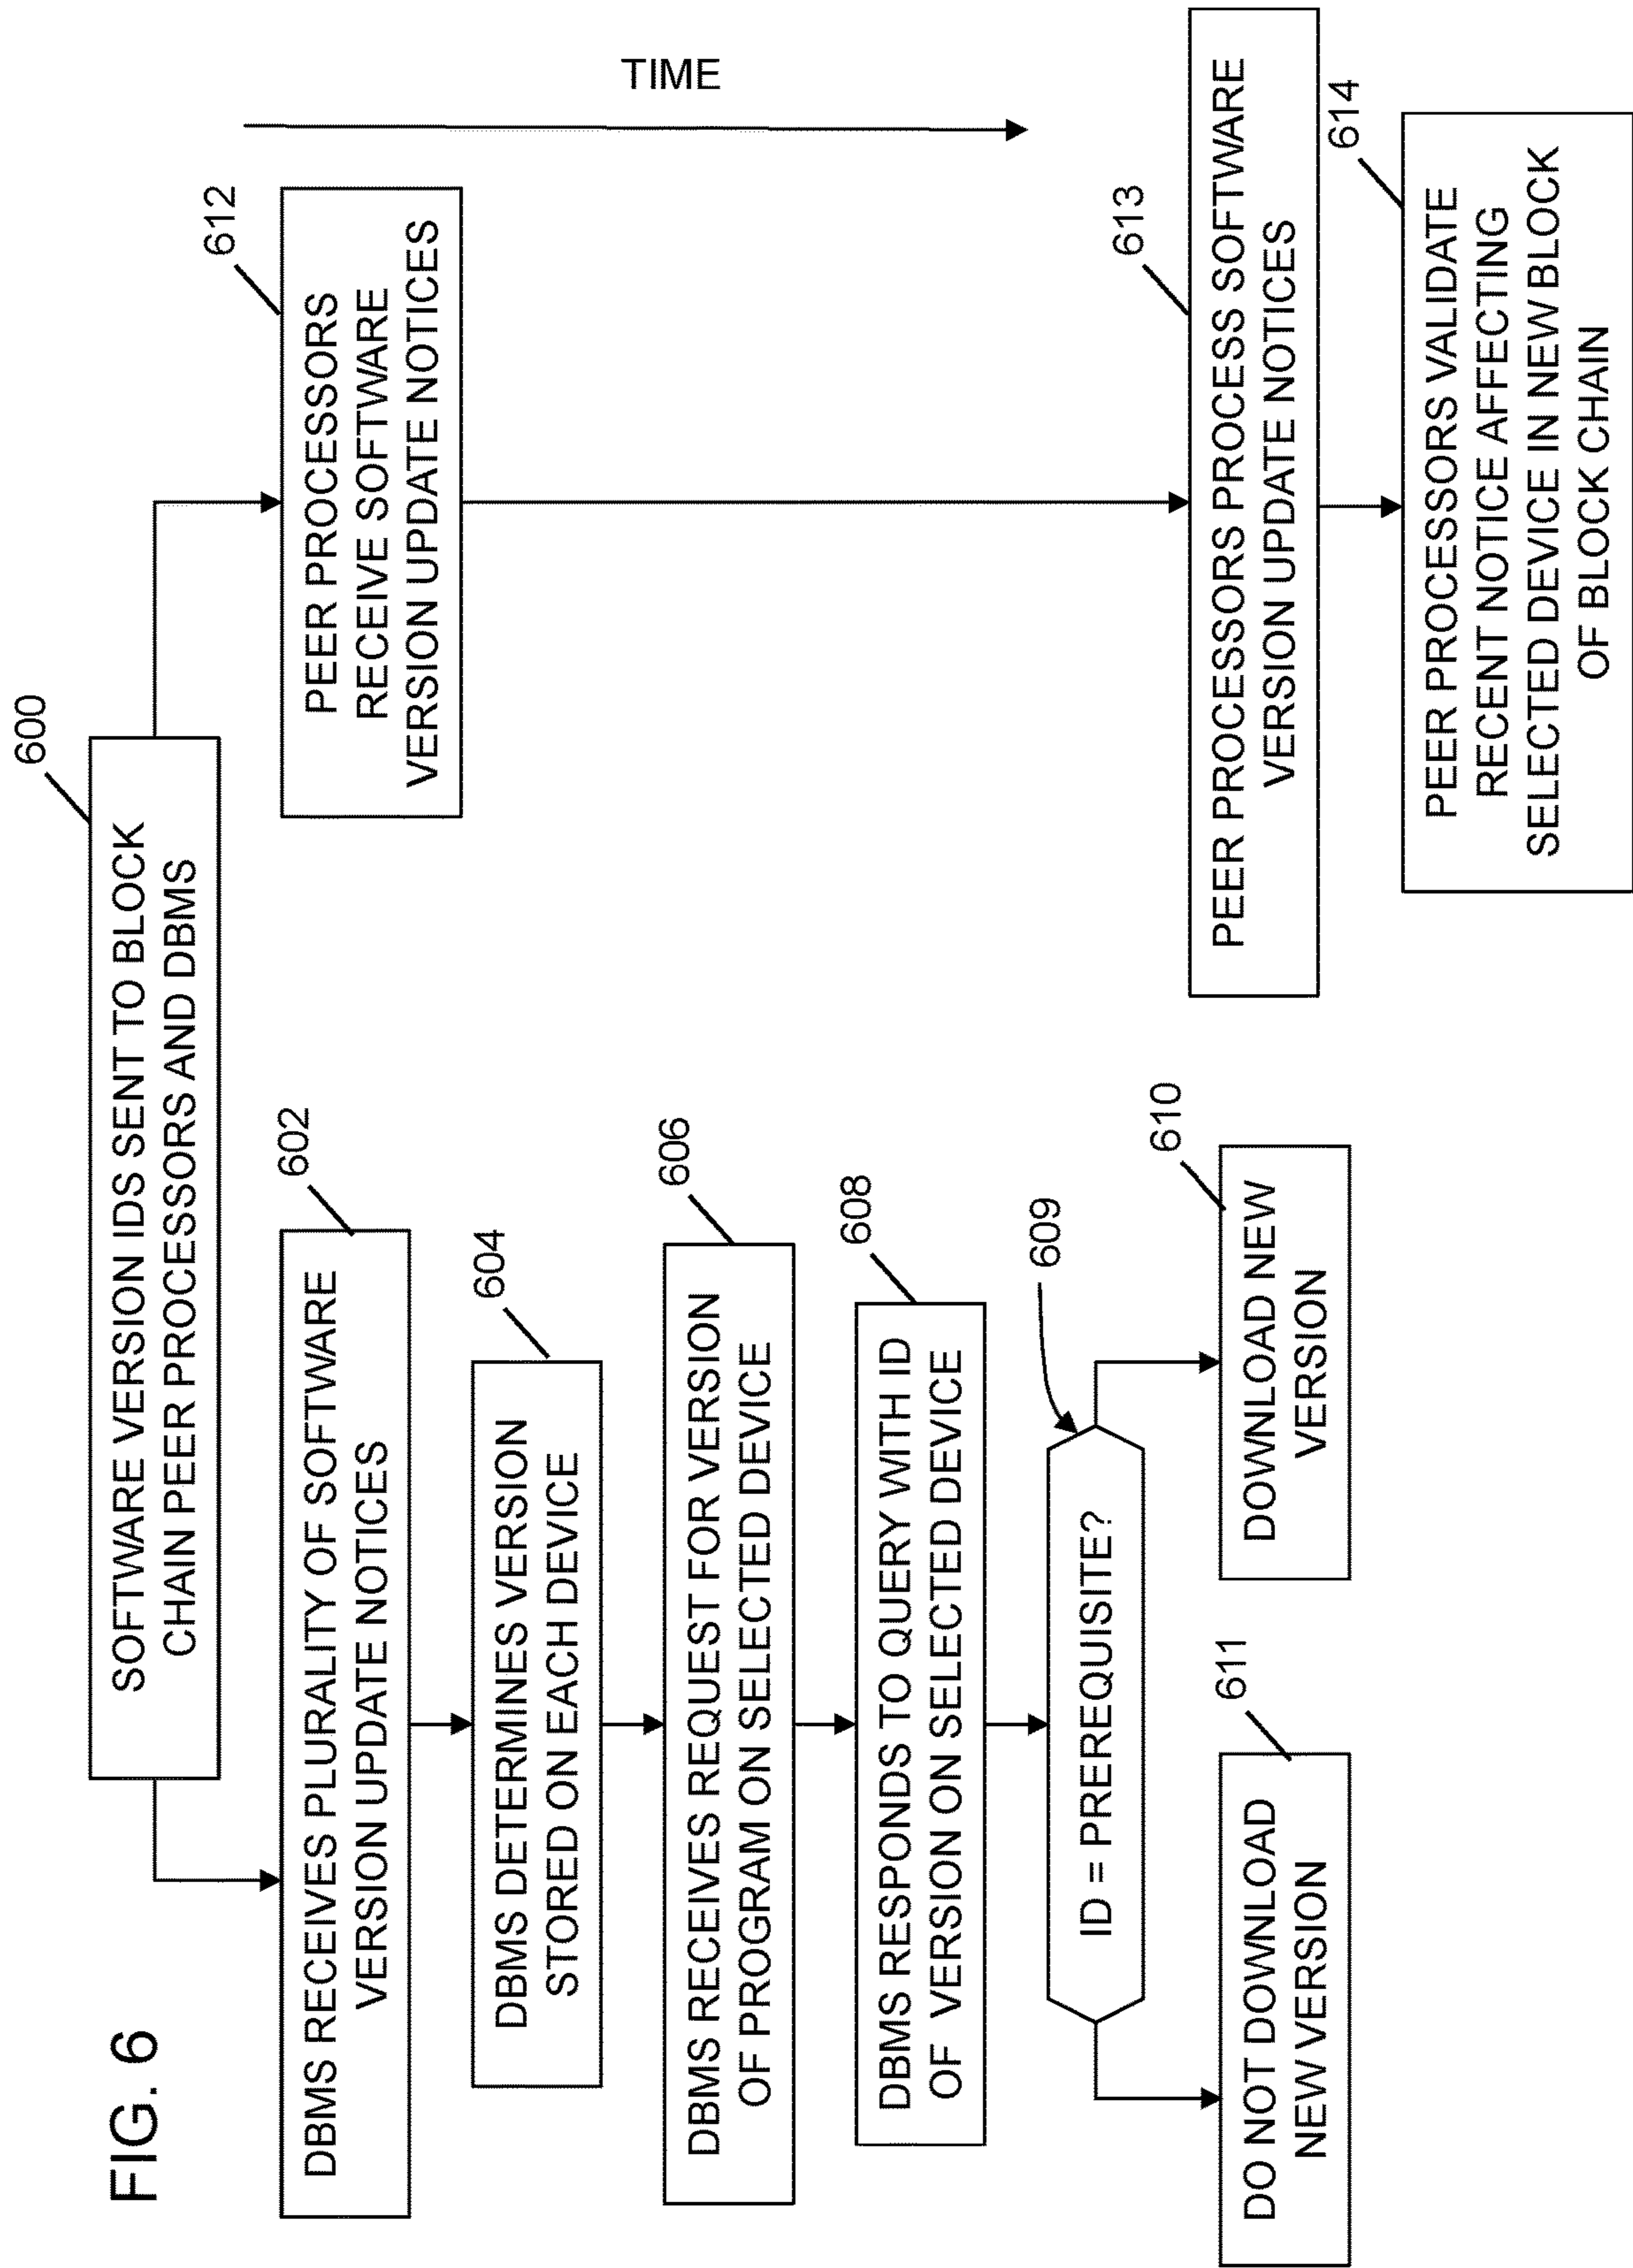 FIG. 6
600
SOFTWARE VERSION IDS SENT TO BLOCK
CHAIN PEER PROCESSORS AND DBMS
602
DBMS RECEIVES PLURALITY OF SOFTWARE
VERSION UPDATE NOTICES
604
DBMS DETERMINES VERSION
STORED ON EACH DEVICE
606
DBMS RECEIVES REQUEST FOR VERSION
OF PROGRAM ON SELECTED DEVICE
608
DBMS RESPONDS TO QUERY WITH ID
OF VERSION ON SELECTED DEVICE
609
ID = PREREQUISITE?
611
DO NOT DOWNLOAD
NEW VERSION
610
DOWNLOAD NEW
VERSION
612
PEER PROCESSORS
RECEIVE SOFTWARE
VERSION UPDATE NOTICES
TIME
613
PEER PROCESSORS PROCESS SOFTWARE
VERSION UPDATE NOTICES
614
PEER PROCESSORS VALIDATE
RECENT NOTICE AFFECTING
SELECTED DEVICE IN NEW BLOCK
OF BLOCK CHAIN